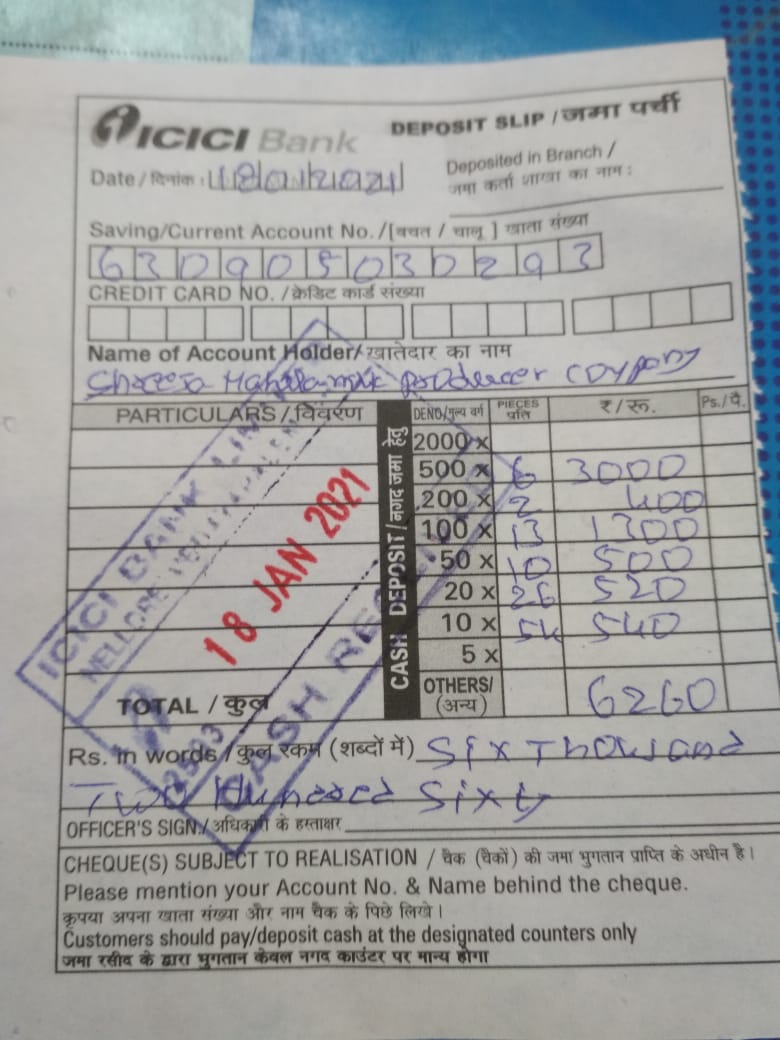 ICICI Bank DEPOSIT SLIP / जमा पर्ची
Date / दिनांक : 18/01/2021 Deposited in Branch /
जमा कर्ता शाखा का नाम :
Saving/Current Account No. /[बचत / चालू ] खाता संख्या
630905030293
CREDIT CARD NO. / क्रेडिट कार्ड संख्या
Name of Account Holder/ खातेदार का नाम
Producer
PARTICULARS / विवरण DENO/मूल्य वर्ग PIECES प्रति ₹/रू. Ps./पै.
CASH DEPOSIT / नगद जमा हेतु
2000 x
500 x 6 3000
200 x 2 400
100 x 13 1300
50 x 10 500
20 x 26 520
10 x 54 540
5 x
TOTAL / कुल OTHERS/ (अन्य) 6260
ICICI BANK
NELLORE
18 JAN 2021
CASH
Rs. in words / कुल रकम (शब्दों में) Six Thousand
Two Hundred Sixty
OFFICER'S SIGN./ अधिकारी के हस्ताक्षर
CHEQUE(S) SUBJECT TO REALISATION / चैक (चैकों) की जमा भुगतान प्राप्ति के अधीन है।
Please mention your Account No. & Name behind the cheque.
कृपया अपना खाता संख्या और नाम चैक के पिछे लिखे।
Customers should pay/deposit cash at the designated counters only
जमा रसीद के द्वारा भुगतान केवल नगद काउंटर पर मान्य होगा